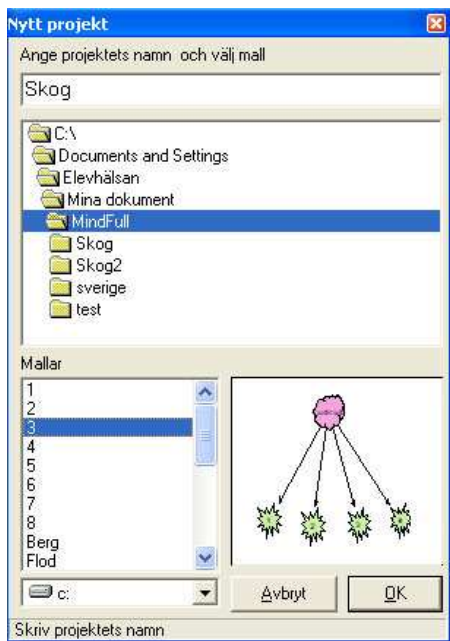 Nytt projekt
Ange projektets namn och välj mall
Skog
C:\
Documents and Settings
Elevhälsan
Mina dokument
MindFull
Skog
Skog2
sverige
test
Mallar
1
2
3
4
5
6
7
8
Berg
Flod
c:
Avbryt
OK
Skriv projektets namn